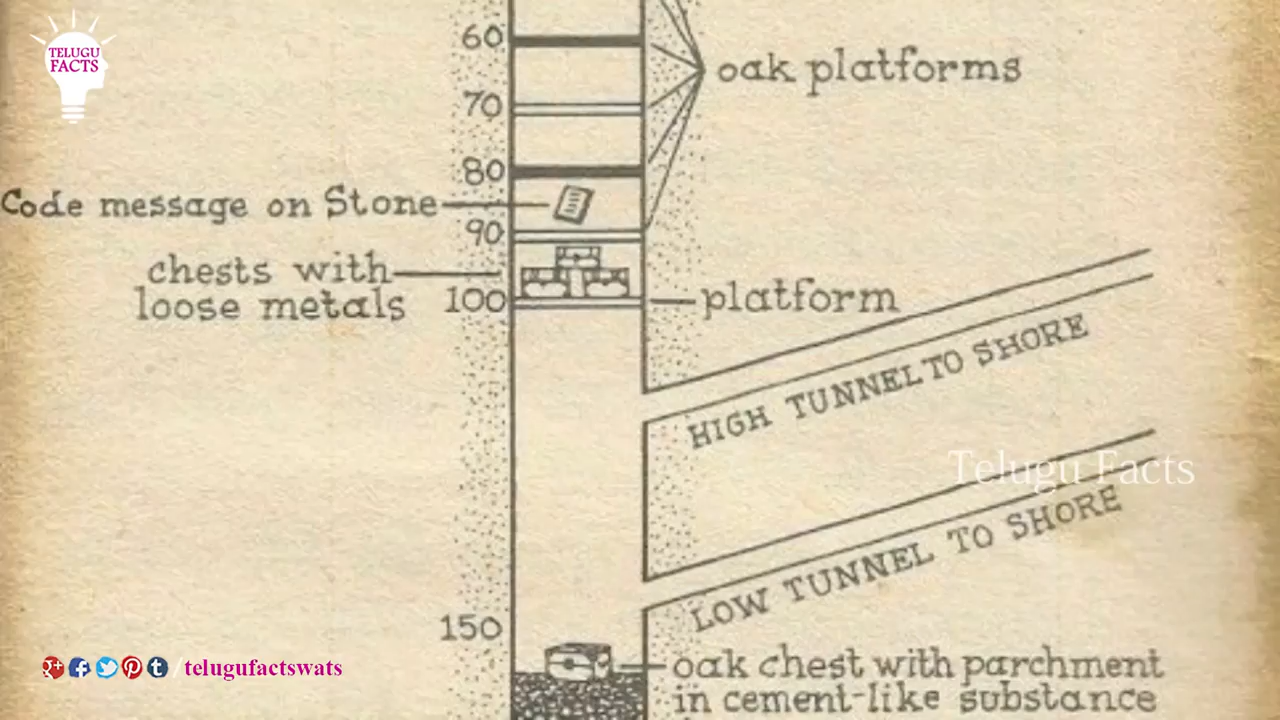 TELUGU
FACTS
60
oak platforms
70
80
Code message on Stone
90
chests with
loose metals
100
platform
HIGH TUNNEL TO SHORE
Telugu Facts
LOW TUNNEL TO SHORE
150
oak chest with parchment
in cement-like substance
/telugufactswats